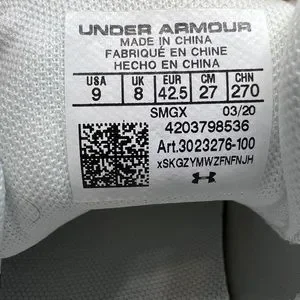 UNDER ARMOUR
MADE IN CHINA
FABRIQUÉ EN CHINE
HECHO EN CHINA
USA UK EUR CM CHN
9 8 42.5 27 270
SMGX 03/20
4203798536
Art.3023276-100
xSKGZYMWZFNFNJH